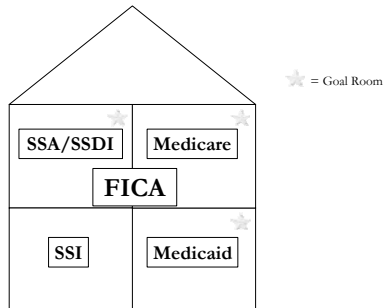 = Goal Room
SSA/SSDI
Medicare
FICA
SSI
Medicaid